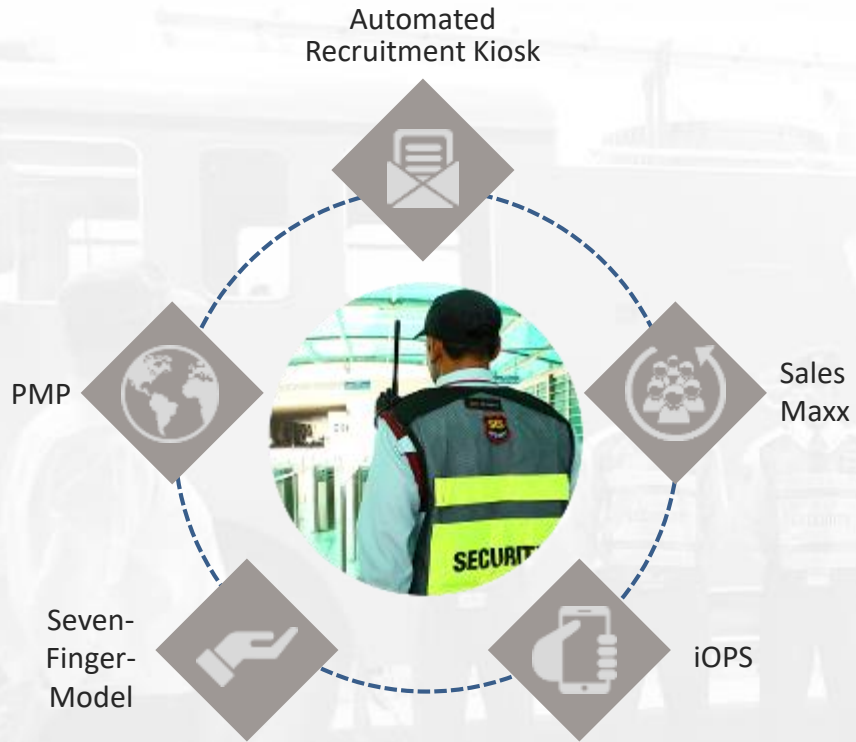 Automated
Recruitment Kiosk
PMP
Sales
Maxx
SECURITY
Seven-
Finger-
Model
iOPS